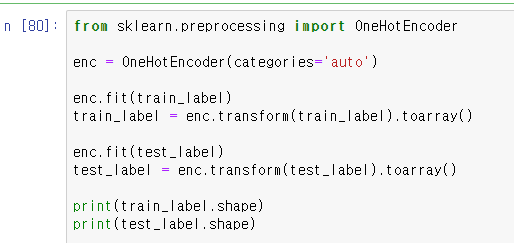 n [80]:
from sklearn.preprocessing import OneHotEncoder
enc = OneHotEncoder(categories='auto')
enc.fit(train_label)
train_label = enc.transform(train_label).toarray()
enc.fit(test_label)
test_label = enc.transform(test_label).toarray()
print(train_label.shape)
print(test_label.shape)